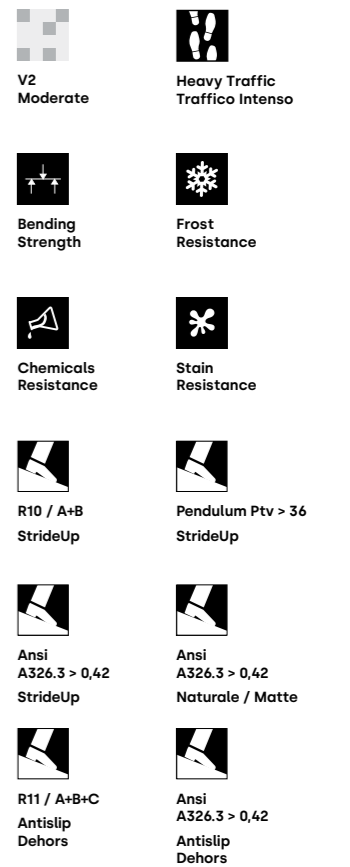 V2
Moderate
Heavy Traffic
Traffico Intenso
Bending
Strength
Frost
Resistance
Chemicals
Resistance
Stain
Resistance
R10 / A+B
StrideUp
Pendulum Ptv > 36
StrideUp
Ansi
A326.3 > 0,42
StrideUp
Ansi
A326.3 > 0,42
Naturale / Matte
R11 / A+B+C
Antislip
Dehors
Ansi
A326.3 > 0,42
Antislip
Dehors